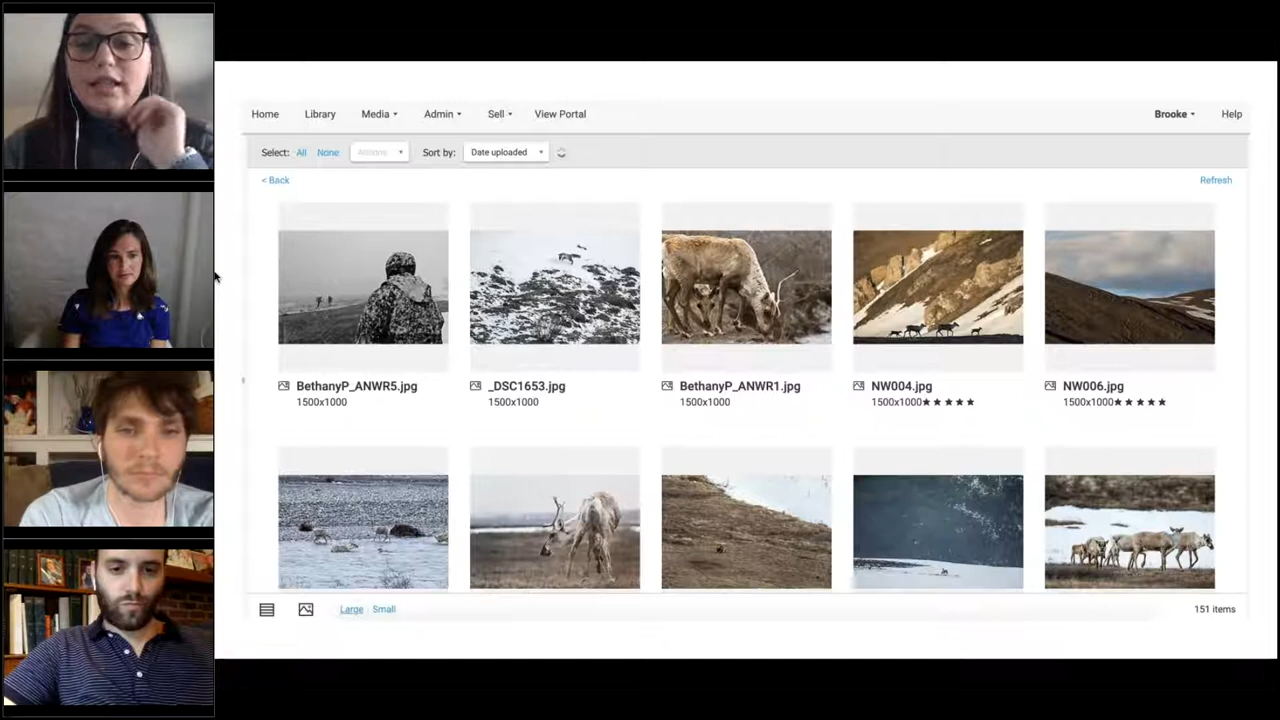 Home Library Media Admin Sell View Portal Brooke Help
Select: All None Actions Sort by: Date uploaded
< Back Refresh
BethanyP_ANWR5.jpg _DSC1653.jpg BethanyP_ANWR1.jpg NW004.jpg NW006.jpg
1500x1000 1500x1000 1500x1000 1500x1000★★★★★ 1500x1000★★★★★
Large Small 151 items